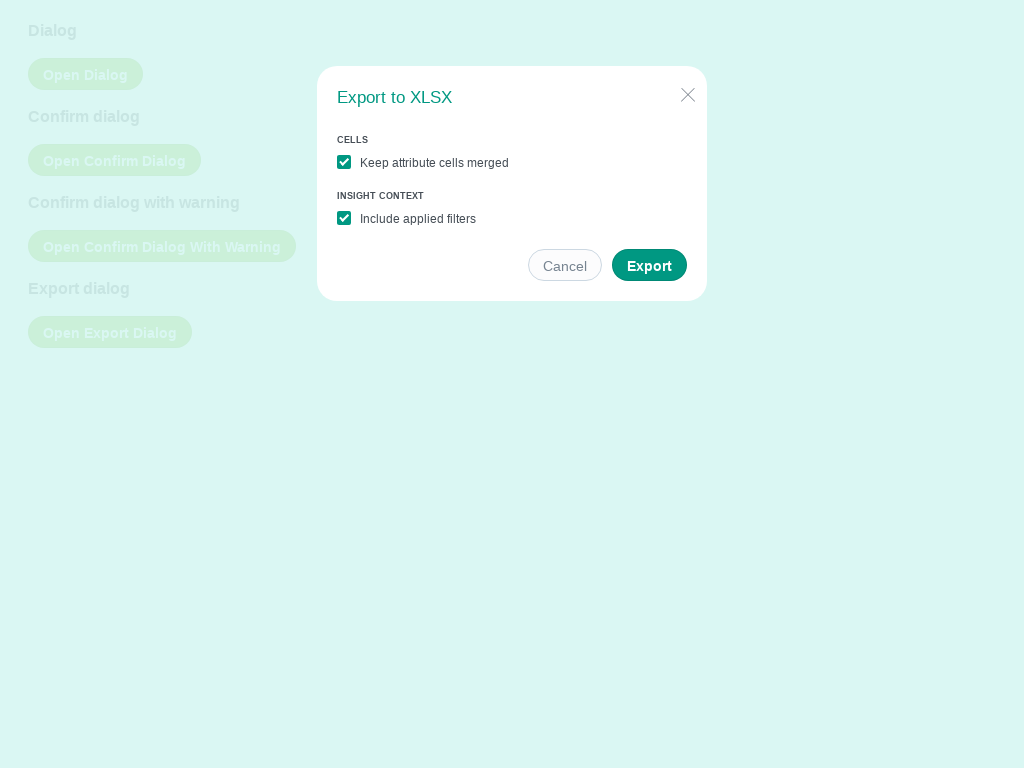 Dialog
Open Dialog
Confirm dialog
Open Confirm Dialog
Confirm dialog with warning
Open Confirm Dialog With Warning
Export dialog
Open Export Dialog
Export to XLSX
CELLS
Keep attribute cells merged
INSIGHT CONTEXT
Include applied filters
Cancel
Export